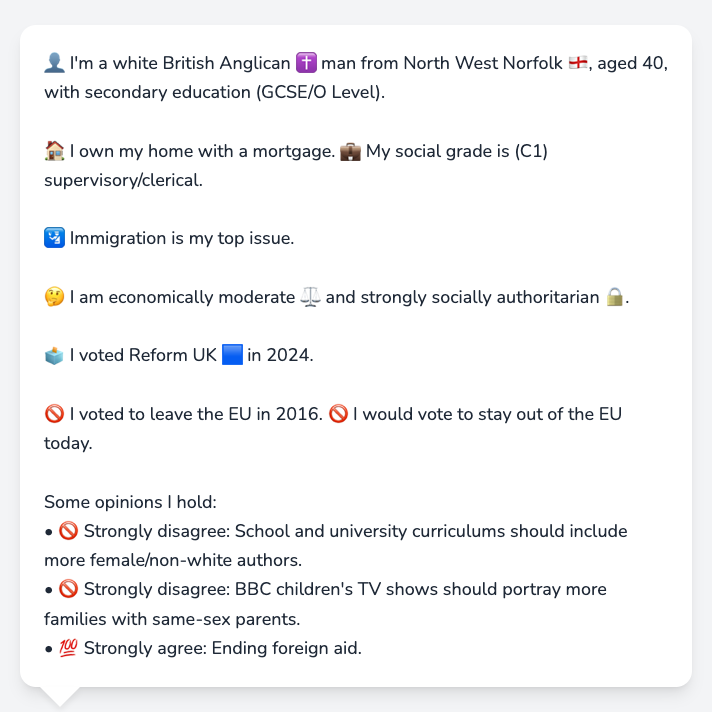 👤 I'm a white British Anglican ✝️ man from North West Norfolk 🏴󠁧󠁢󠁥󠁮󠁧󠁿, aged 40,
with secondary education (GCSE/O Level).
🏠 I own my home with a mortgage. 💼 My social grade is (C1)
supervisory/clerical.
🛂 Immigration is my top issue.
🤔 I am economically moderate ⚖️ and strongly socially authoritarian 🔒.
🗳️ I voted Reform UK 🟦 in 2024.
🚫 I voted to leave the EU in 2016. 🚫 I would vote to stay out of the EU
today.
Some opinions I hold:
• 🚫 Strongly disagree: School and university curriculums should include
more female/non-white authors.
• 🚫 Strongly disagree: BBC children's TV shows should portray more
families with same-sex parents.
• 💯 Strongly agree: Ending foreign aid.